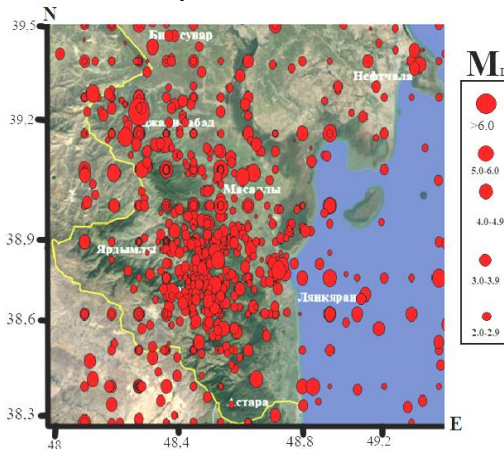 N
39.5
Нефтчала
39.2
Масаллы
38.9
Ярдымлы
Лянкяран
38.6
Астара
38.3
E
48
48.4
48.8
49.2
M
>6.0
5.0-6.0
4.0-4.9
3.0-3.9
2.0-2.9